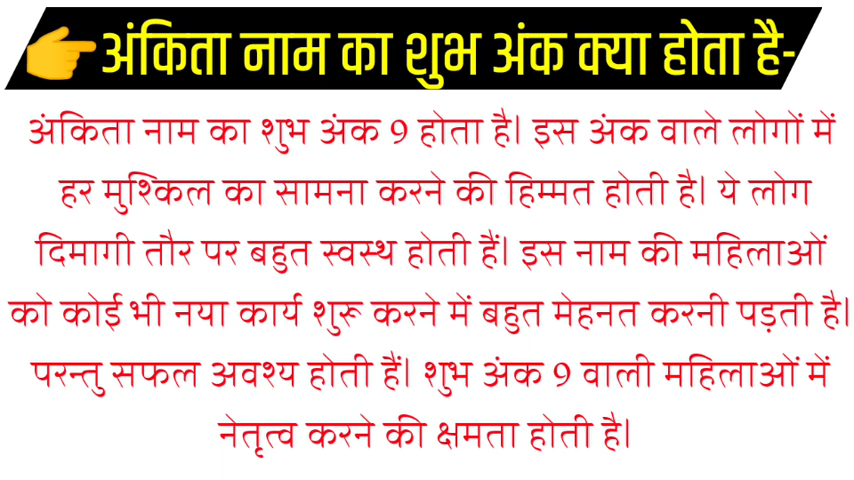 👉अंकिता नाम का शुभ अंक क्या होता है-
अंकिता नाम का शुभ अंक 9 होता है। इस अंक वाले लोगों में
हर मुश्किल का सामना करने की हिम्मत होती है। ये लोग
दिमागी तौर पर बहुत स्वस्थ होती हैं। इस नाम की महिलाओं
को कोई भी नया कार्य शुरू करने में बहुत मेहनत करनी पड़ती है।
परन्तु सफल अवश्य होती हैं। शुभ अंक 9 वाली महिलाओं में
नेतृत्व करने की क्षमता होती है।